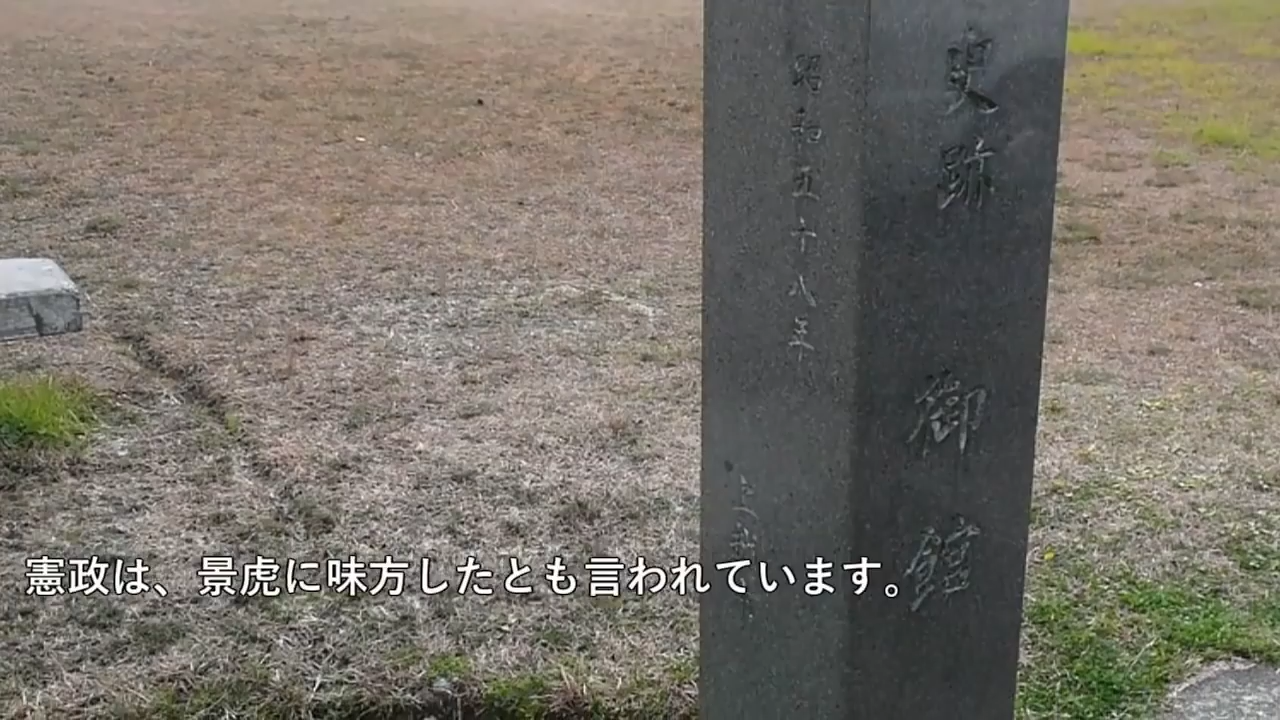 史跡 御館
昭和五十八年
憲政は、景虎に味方したとも言われています。